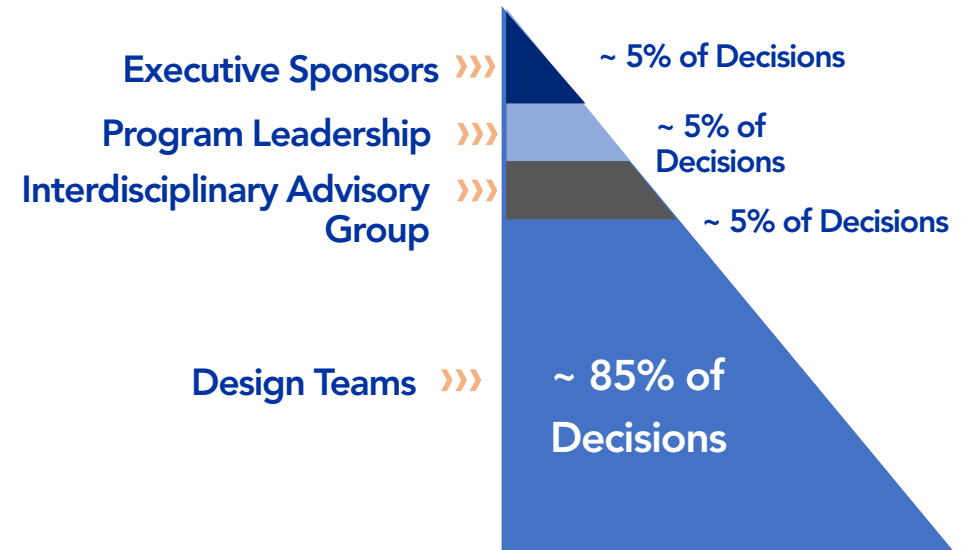 Executive Sponsors
~ 5% of Decisions
Program Leadership
~ 5% of
Decisions
Interdisciplinary Advisory
Group
~ 5% of Decisions
Design Teams
~ 85% of
Decisions